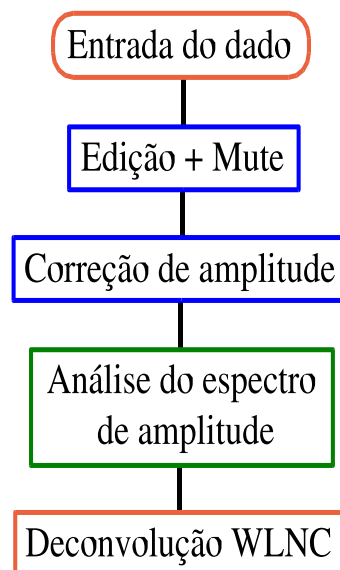 Entrada do dado
Edição + Mute
Correção de amplitude
Análise do espectro
de amplitude
Deconvolução WLNC